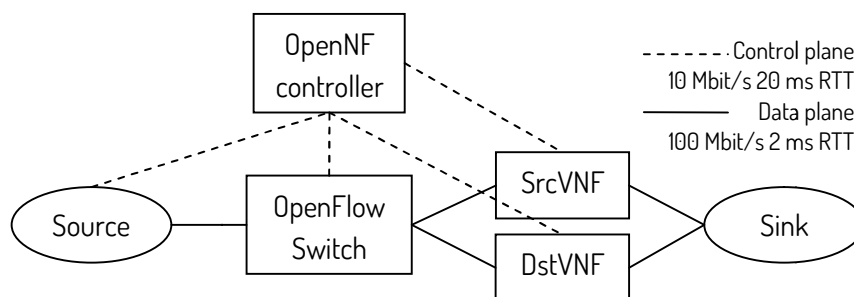 OpenNF
controller
Control plane
10 Mbit/s 20 ms RTT
Data plane
100 Mbit/s 2 ms RTT
SrcVNF
Source
OpenFlow
Switch
Sink
DstVNF